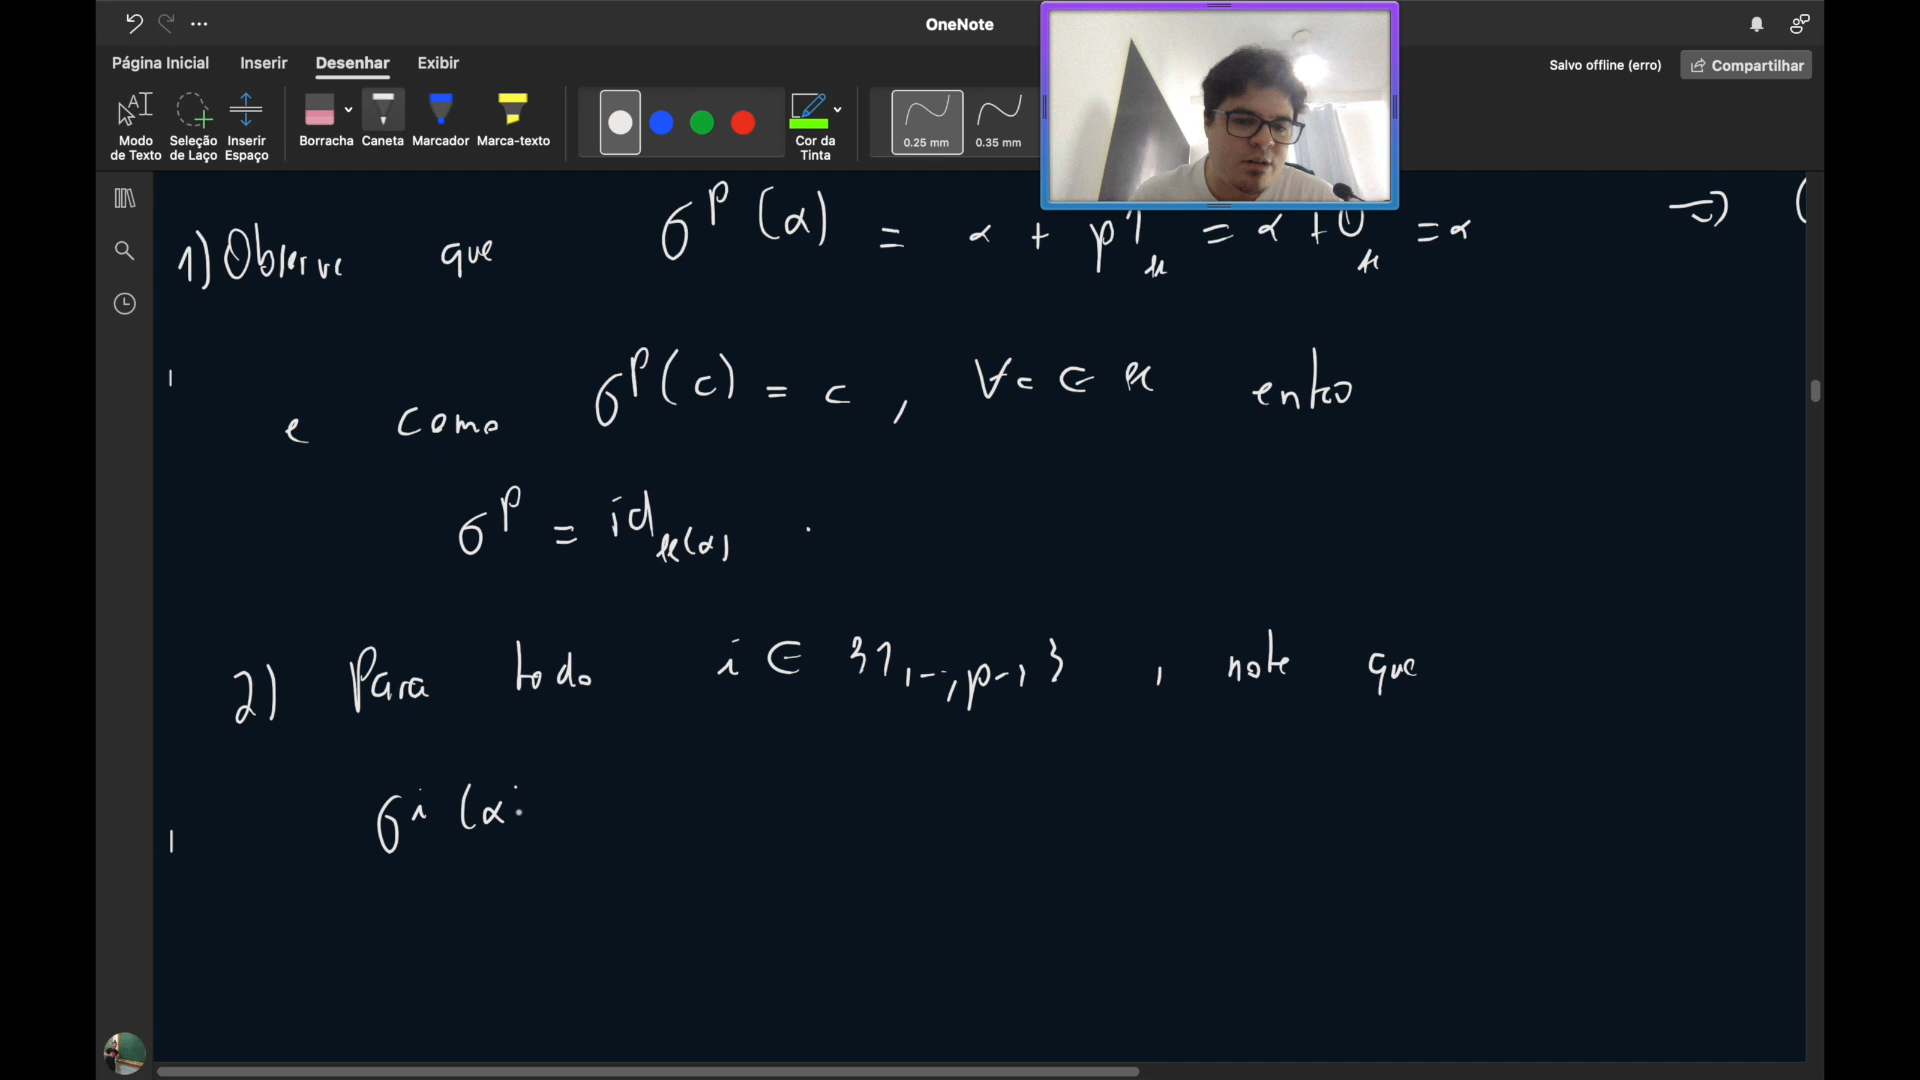 OneNote
Página Inicial Inserir Desenhar Exibir
Salvo offline (erro) Compartilhar
Modo de Texto Seleção de Laço Inserir Espaço Borracha Caneta Marcador Marca-texto Cor da Tinta 0.25 mm 0.35 mm
1) Observe que σ^p (α) = α + p1_K = α + 0_K = α ⇒ (
e como σ^p(c) = c , ∀c ∈ K então
σ^p = id_K(α) .
2) Para todo i ∈ {1,--,p-1} , note que
σ^i (α